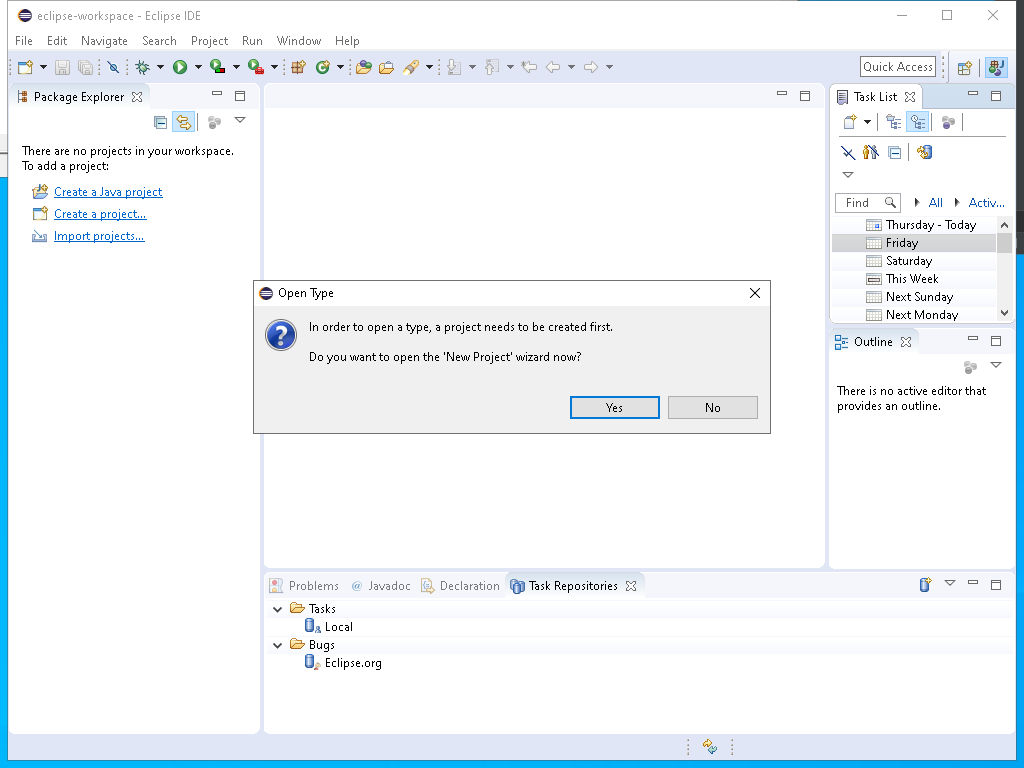 eclipse-workspace - Eclipse IDE
File Edit Navigate Search Project Run Window Help
Quick Access
Package Explorer
There are no projects in your workspace.
To add a project:
Create a Java project
Create a project...
Import projects...
Task List
Find
All
Activ...
Thursday - Today
Friday
Saturday
This Week
Next Sunday
Next Monday
Open Type
In order to open a type, a project needs to be created first.
Do you want to open the 'New Project' wizard now?
Yes
No
Outline
There is no active editor that
provides an outline.
Problems
@ Javadoc
Declaration
Task Repositories
Tasks
Local
Bugs
Eclipse.org